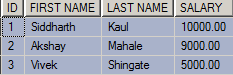 ID FIRST NAME LAST NAME SALARY
1 Siddharth Kaul 10000.00
2 Akshay Mahale 9000.00
3 Vivek Shingate 5000.00